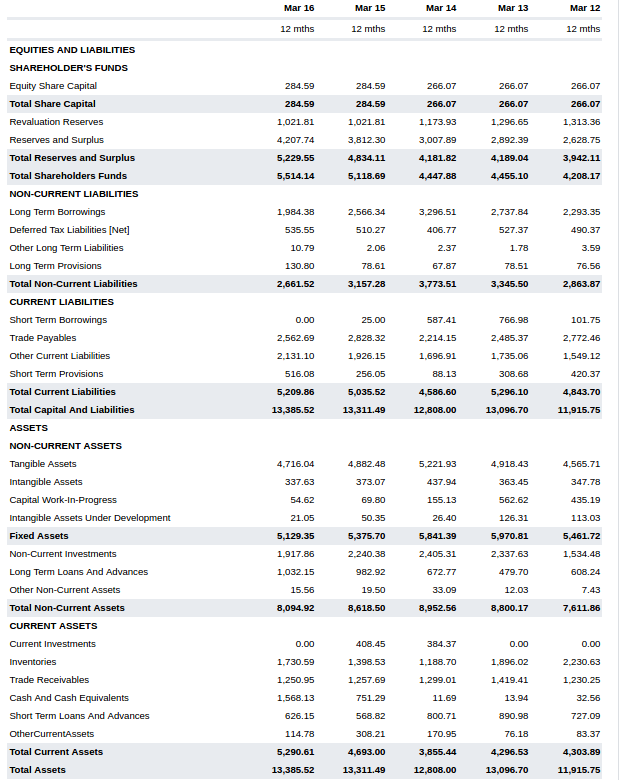 Mar 16 Mar 15 Mar 14 Mar 13 Mar 12
12 mths 12 mths 12 mths 12 mths 12 mths
EQUITIES AND LIABILITIES
SHAREHOLDER'S FUNDS
Equity Share Capital 284.59 284.59 266.07 266.07 266.07
Total Share Capital 284.59 284.59 266.07 266.07 266.07
Revaluation Reserves 1,021.81 1,021.81 1,173.93 1,296.65 1,313.36
Reserves and Surplus 4,207.74 3,812.30 3,007.89 2,892.39 2,628.75
Total Reserves and Surplus 5,229.55 4,834.11 4,181.82 4,189.04 3,942.11
Total Shareholders Funds 5,514.14 5,118.69 4,447.88 4,455.10 4,208.17
NON-CURRENT LIABILITIES
Long Term Borrowings 1,984.38 2,566.34 3,296.51 2,737.84 2,293.35
Deferred Tax Liabilities [Net] 535.55 510.27 406.77 527.37 490.37
Other Long Term Liabilities 10.79 2.06 2.37 1.78 3.59
Long Term Provisions 130.80 78.61 67.87 78.51 76.56
Total Non-Current Liabilities 2,661.52 3,157.28 3,773.51 3,345.50 2,863.87
CURRENT LIABILITIES
Short Term Borrowings 0.00 25.00 587.41 766.98 101.75
Trade Payables 2,562.69 2,828.32 2,214.15 2,485.37 2,772.46
Other Current Liabilities 2,131.10 1,926.15 1,696.91 1,735.06 1,549.12
Short Term Provisions 516.08 256.05 88.13 308.68 420.37
Total Current Liabilities 5,209.86 5,035.52 4,586.60 5,296.10 4,843.70
Total Capital And Liabilities 13,385.52 13,311.49 12,808.00 13,096.70 11,915.75
ASSETS
NON-CURRENT ASSETS
Tangible Assets 4,716.04 4,882.48 5,221.93 4,918.43 4,565.71
Intangible Assets 337.63 373.07 437.94 363.45 347.78
Capital Work-In-Progress 54.62 69.80 155.13 562.62 435.19
Intangible Assets Under Development 21.05 50.35 26.40 126.31 113.03
Fixed Assets 5,129.35 5,375.70 5,841.39 5,970.81 5,461.72
Non-Current Investments 1,917.86 2,240.38 2,405.31 2,337.63 1,534.48
Long Term Loans And Advances 1,032.15 982.92 672.77 479.70 608.24
Other Non-Current Assets 15.56 19.50 33.09 12.03 7.43
Total Non-Current Assets 8,094.92 8,618.50 8,952.56 8,800.17 7,611.86
CURRENT ASSETS
Current Investments 0.00 408.45 384.37 0.00 0.00
Inventories 1,730.59 1,398.53 1,188.70 1,896.02 2,230.63
Trade Receivables 1,250.95 1,257.69 1,299.01 1,419.41 1,230.25
Cash And Cash Equivalents 1,568.13 751.29 11.69 13.94 32.56
Short Term Loans And Advances 626.15 568.82 800.71 890.98 727.09
OtherCurrentAssets 114.78 308.21 170.95 76.18 83.37
Total Current Assets 5,290.61 4,693.00 3,855.44 4,296.53 4,303.89
Total Assets 13,385.52 13,311.49 12,808.00 13,096.70 11,915.75